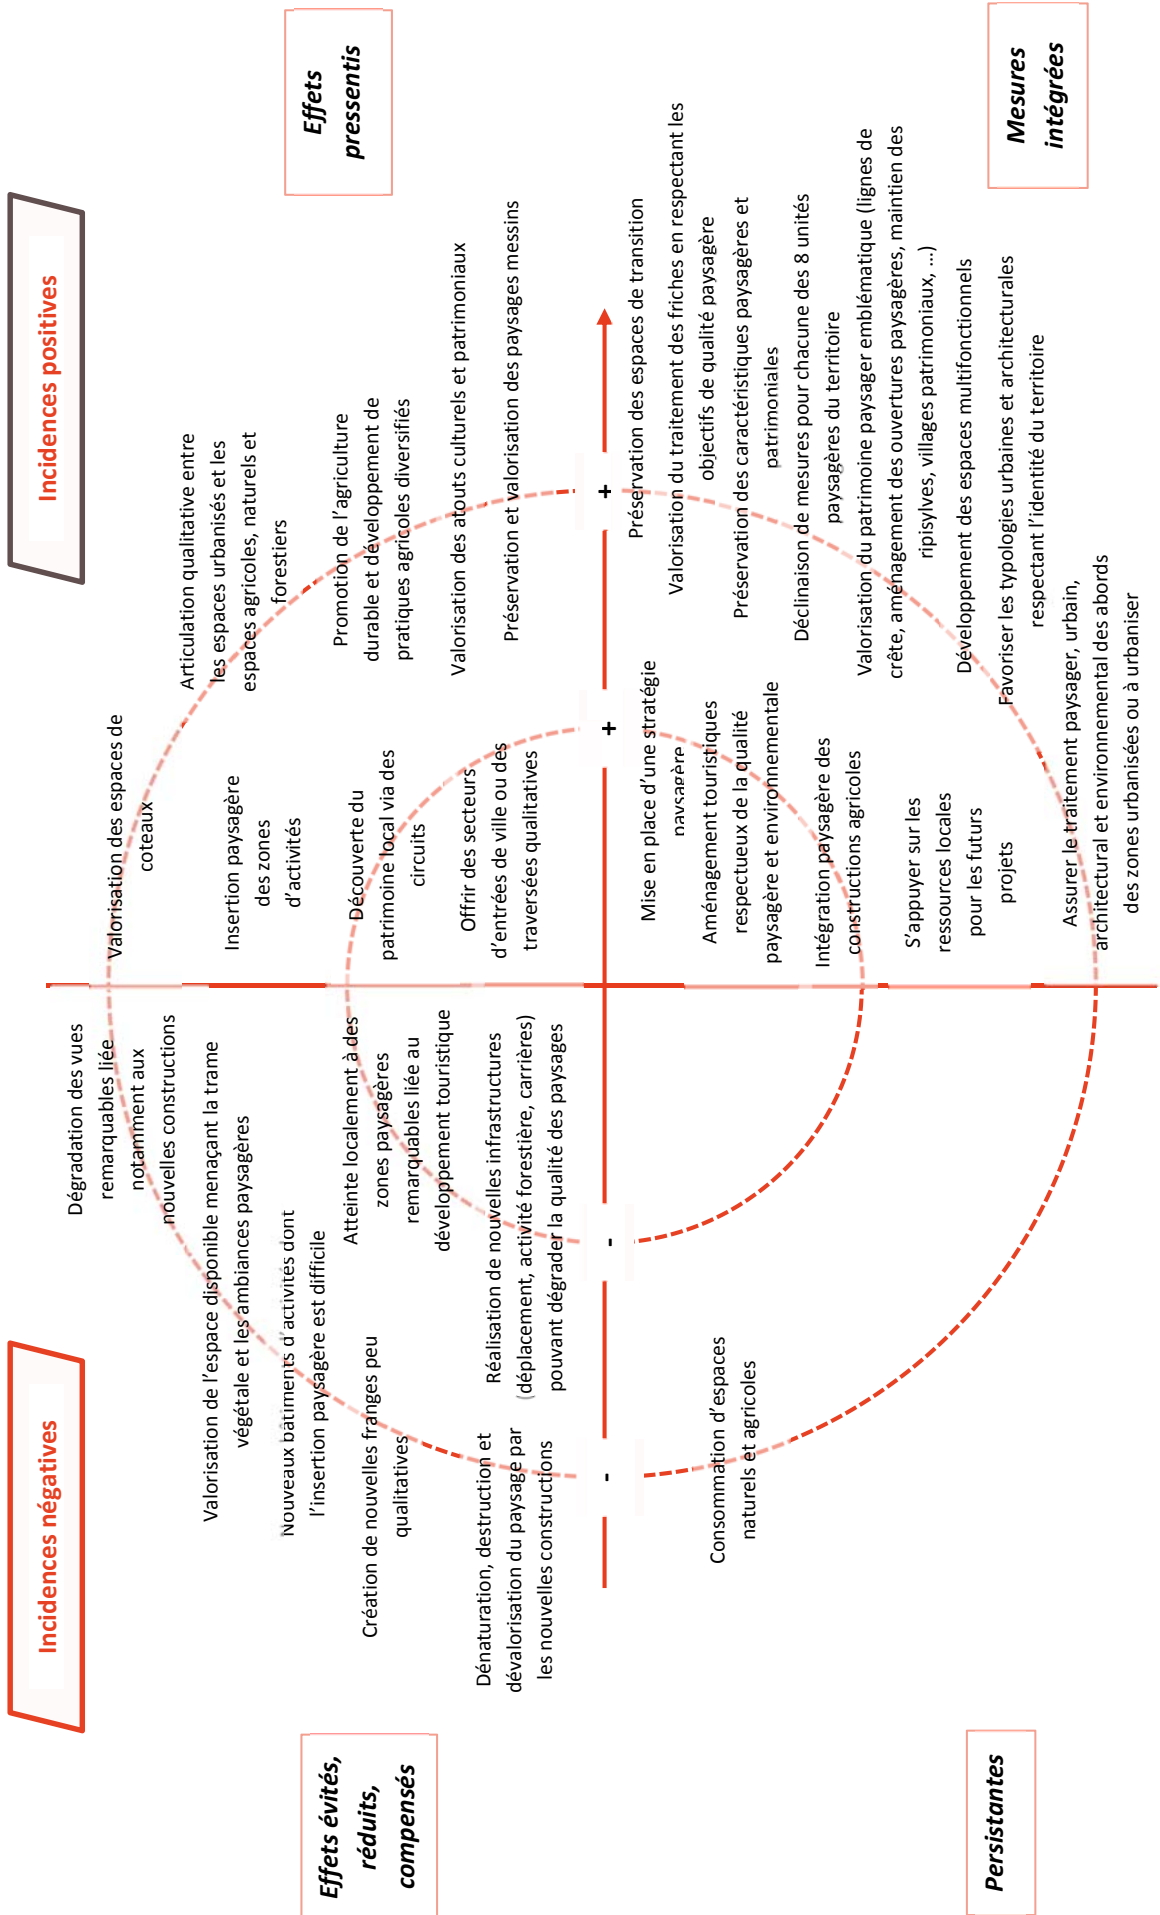 Incidences négatives
Incidences positives
Effets évités,
réduits,
compensés
Dégradation des vues
remarquables liée
notamment aux
nouvelles constructions
Valorisation de l'espace disponible menaçant la trame
végétale et les ambiances paysagères
Nouveaux bâtiments d'activités dont
l'insertion paysagère est difficile
Création de nouvelles franges peu
qualitatives
Atteinte localement à des
zones paysagères
remarquables liée au
développement touristique
Dénaturation, destruction et
dévalorisation du paysage par
les nouvelles constructions
Réalisation de nouvelles infrastructures
(déplacement, activité forestière, carrières)
pouvant dégrader la qualité des paysages
Valorisation des espaces de
coteaux
Insertion paysagère
des zones
d'activités
Découverte du
patrimoine local via des
circuits
Offrir des secteurs
d'entrées de ville ou des
traversées qualitatives
Articulation qualitative entre
les espaces urbanisés et les
espaces agricoles, naturels et
forestiers
Promotion de l'agriculture
durable et développement de
pratiques agricoles diversifiés
Valorisation des atouts culturels et patrimoniaux
Préservation et valorisation des paysages messins
Effets
pressentis
-
-
+
+
Persistantes
Consommation d'espaces
naturels et agricoles
Mise en place d'une stratégie
paysagère
Aménagement touristiques
respectueux de la qualité
paysagère et environnementale
Intégration paysagère des
constructions agricoles
S'appuyer sur les
ressources locales
pour les futurs
projets
Assurer le traitement paysager, urbain,
architectural et environnemental des abords
des zones urbanisées ou à urbaniser
Préservation des espaces de transition
Valorisation du traitement des friches en respectant les
objectifs de qualité paysagère
Préservation des caractéristiques paysagères et
patrimoniales
Déclinaison de mesures pour chacune des 8 unités
paysagères du territoire
Valorisation du patrimoine paysager emblématique (lignes de
crête, aménagement des ouvertures paysagères, maintien des
ripisylves, villages patrimoniaux, ...)
Développement des espaces multifonctionnels
Favoriser les typologies urbaines et architecturales
respectant l'identité du territoire
Mesures
intégrées